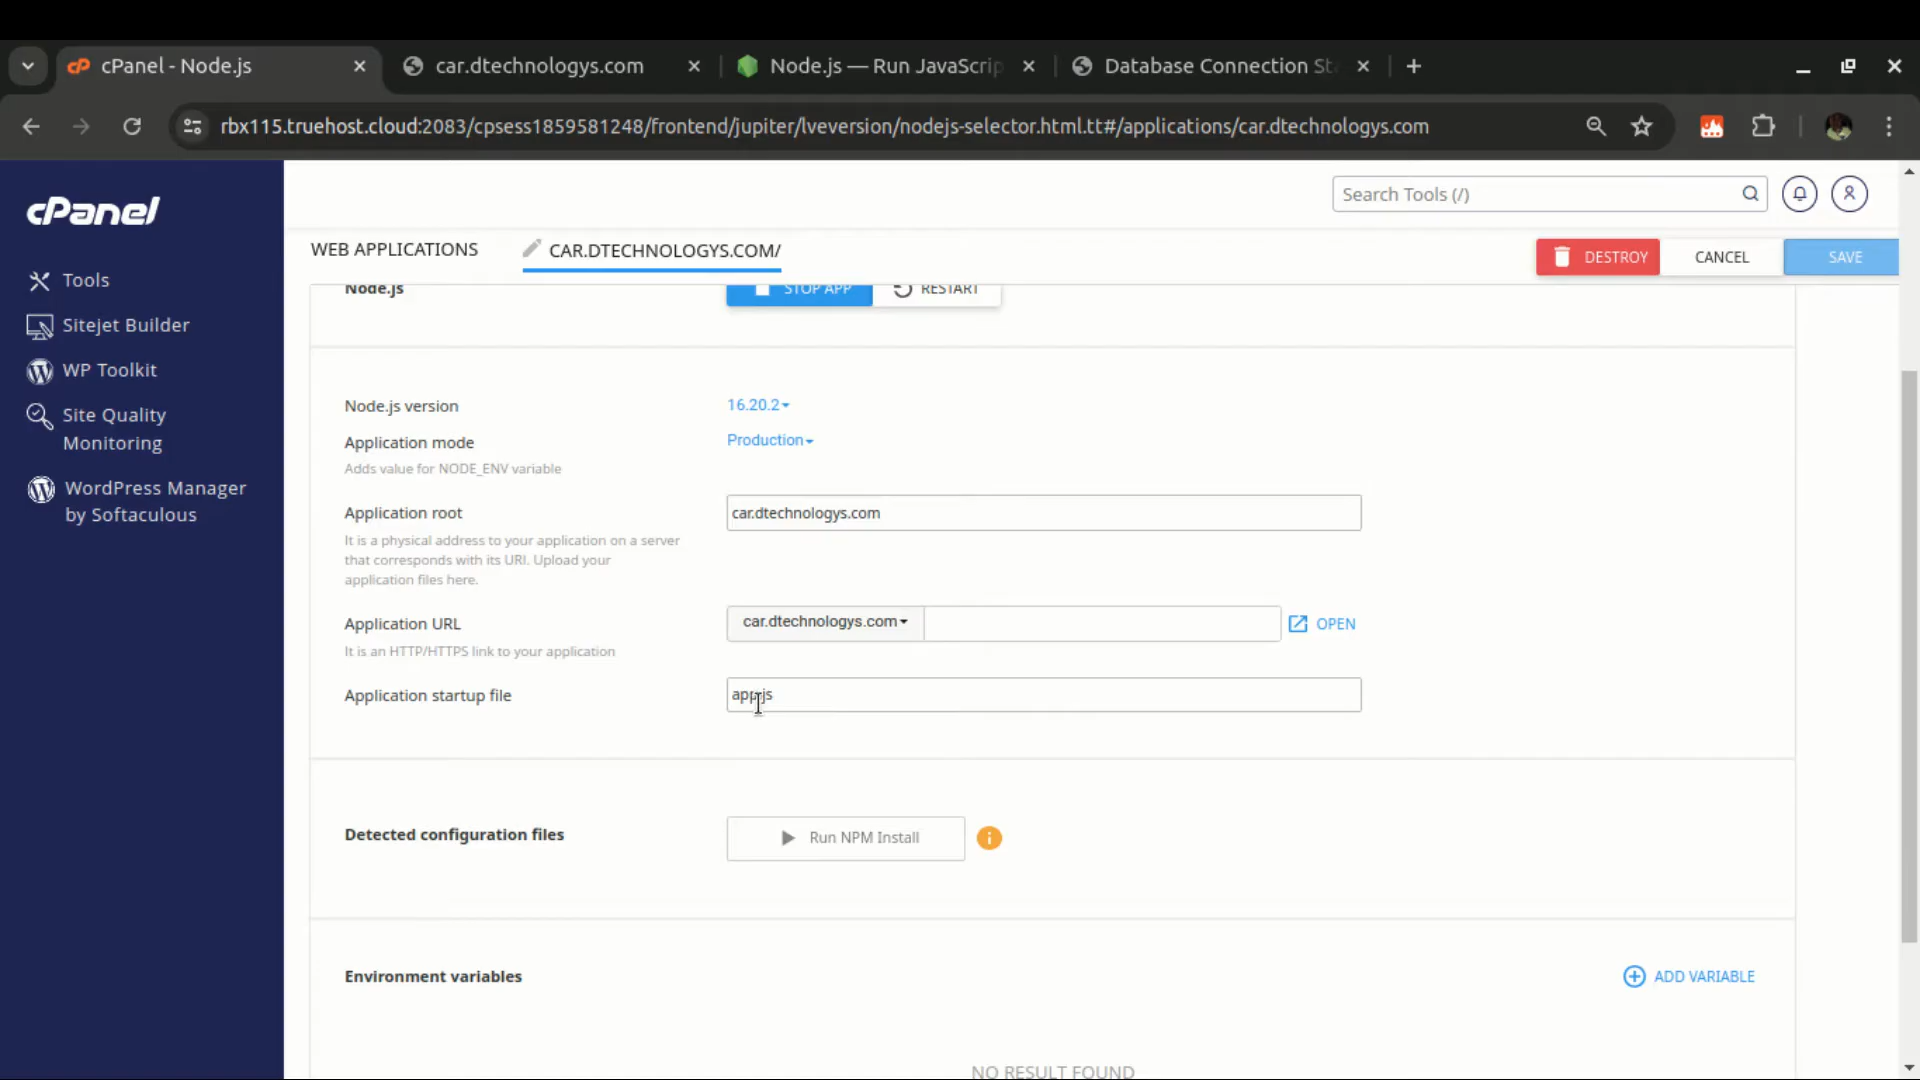 cPanel - Node.js
car.dtechnologys.com
Node.js — Run JavaScrip
Database Connection St
rbx115.truehost.cloud:2083/cpsess1859581248/frontend/jupiter/lveversion/nodejs-selector.html.tt#/applications/car.dtechnologys.com
cPanel
Search Tools (/)
WEB APPLICATIONS
CAR.DTECHNOLOGYS.COM/
DESTROY
CANCEL
SAVE
Tools
Sitejet Builder
WP Toolkit
Site Quality
Monitoring
WordPress Manager
by Softaculous
Node.js
STOP APP
RESTART
Node.js version
16.20.2
Application mode
Production
Adds value for NODE_ENV variable
Application root
car.dtechnologys.com
It is a physical address to your application on a server
that corresponds with its URI. Upload your
application files here.
Application URL
car.dtechnologys.com
OPEN
It is an HTTP/HTTPS link to your application
Application startup file
app.js
Detected configuration files
Run NPM Install
Environment variables
ADD VARIABLE
NO RESULT FOUND